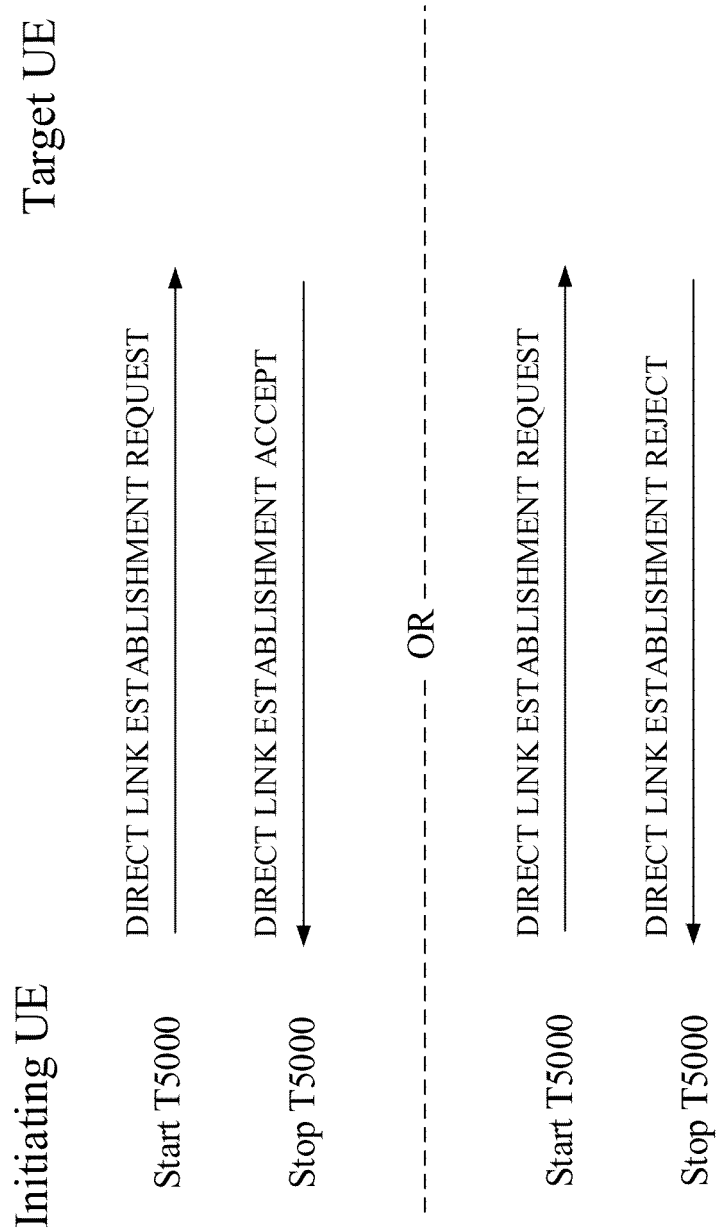 Initiating UE
Target UE
DIRECT LINK ESTABLISHMENT REQUEST
Start T5000
DIRECT LINK ESTABLISHMENT ACCEPT
Stop T5000
OR
DIRECT LINK ESTABLISHMENT REQUEST
Start T5000
DIRECT LINK ESTABLISHMENT REJECT
Stop T5000